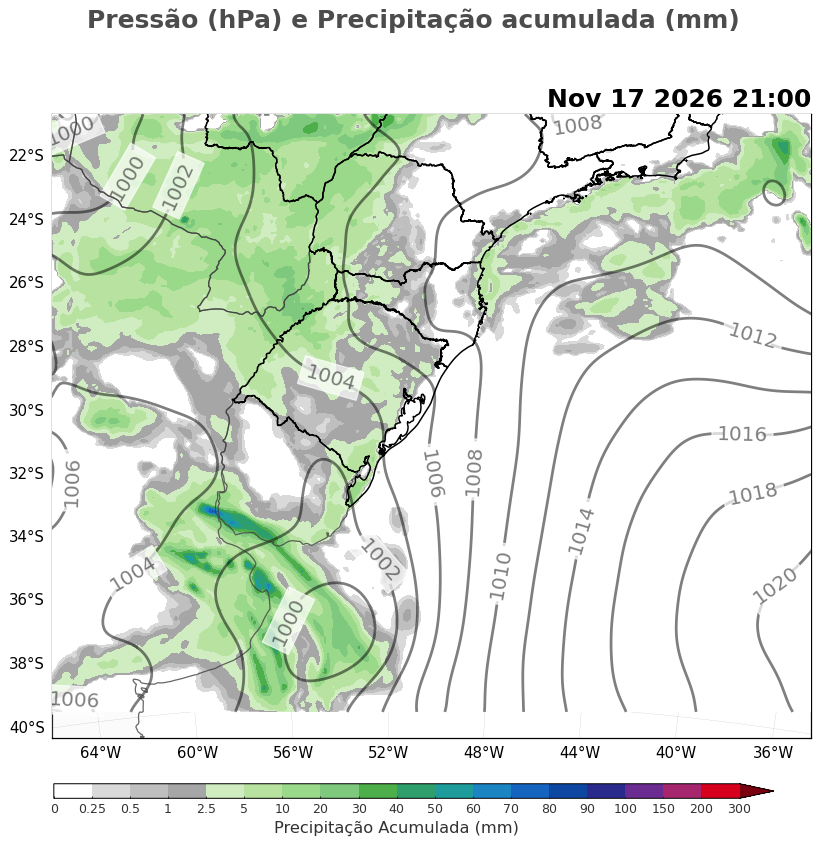 Pressão (hPa) e Precipitação acumulada (mm)
Nov 17 2026 21:00
1000
1008
22°S
1000
1002
24°S
26°S
1012
28°S
1004
30°S
1016
32°S
1006
1006
1008
1018
34°S
1014
1002
1004
1010
1020
36°S
1000
38°S
1006
40°S
64°W 60°W 56°W 52°W 48°W 44°W 40°W 36°W
0 0.25 0.5 1 2.5 5 10 20 30 40 50 60 70 80 90 100 150 200 300
Precipitação Acumulada (mm)